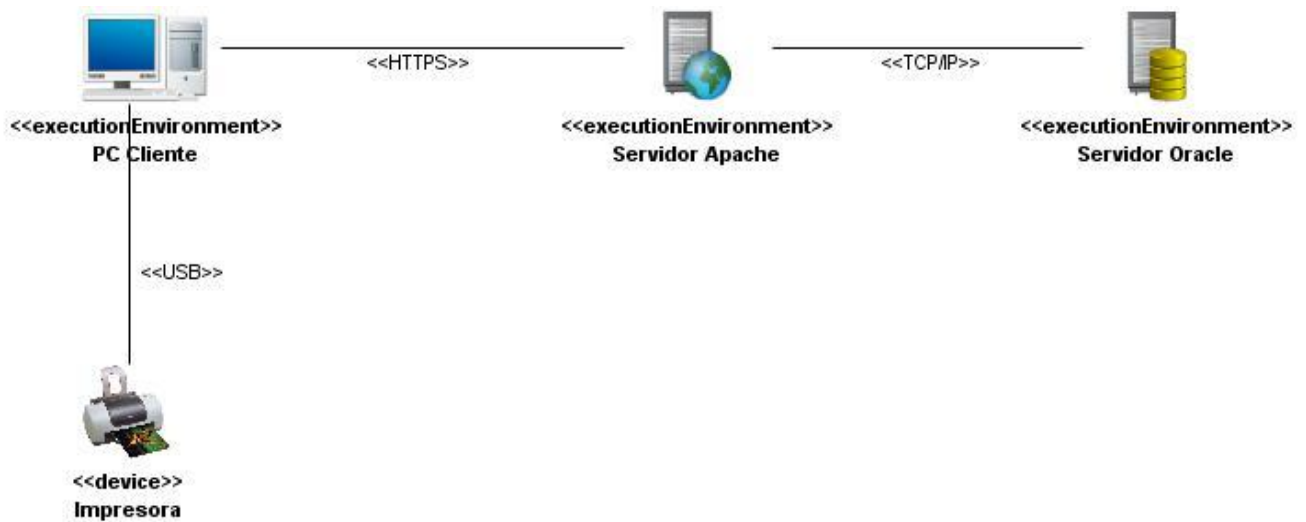 <<HTTPS>>
<<TCP/IP>>
<<executionEnvironment>>
PC Cliente
<<executionEnvironment>>
Servidor Apache
<<executionEnvironment>>
Servidor Oracle
<<USB>>
<<device>>
Impresora